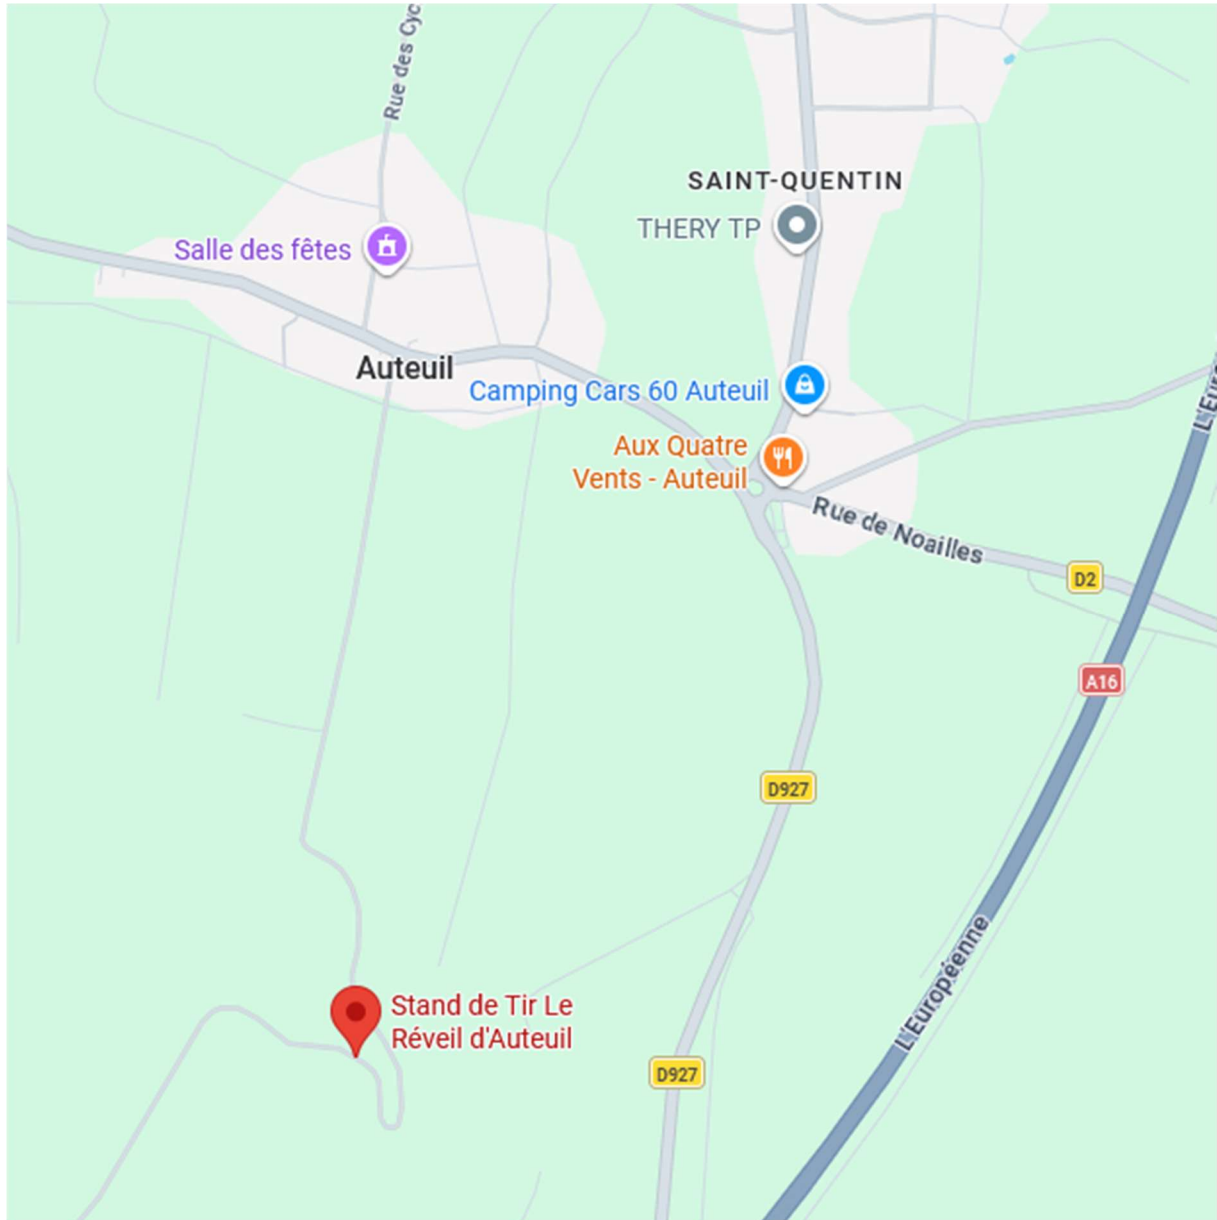 Rue des Cyc
SAINT-QUENTIN
THERY TP
Salle des fêtes
Auteuil
Camping Cars 60 Auteuil
Aux Quatre
Vents - Auteuil
Rue de Noailles
D2
A16
D927
L'Européenne
Stand de Tir Le
Réveil d'Auteuil
D927